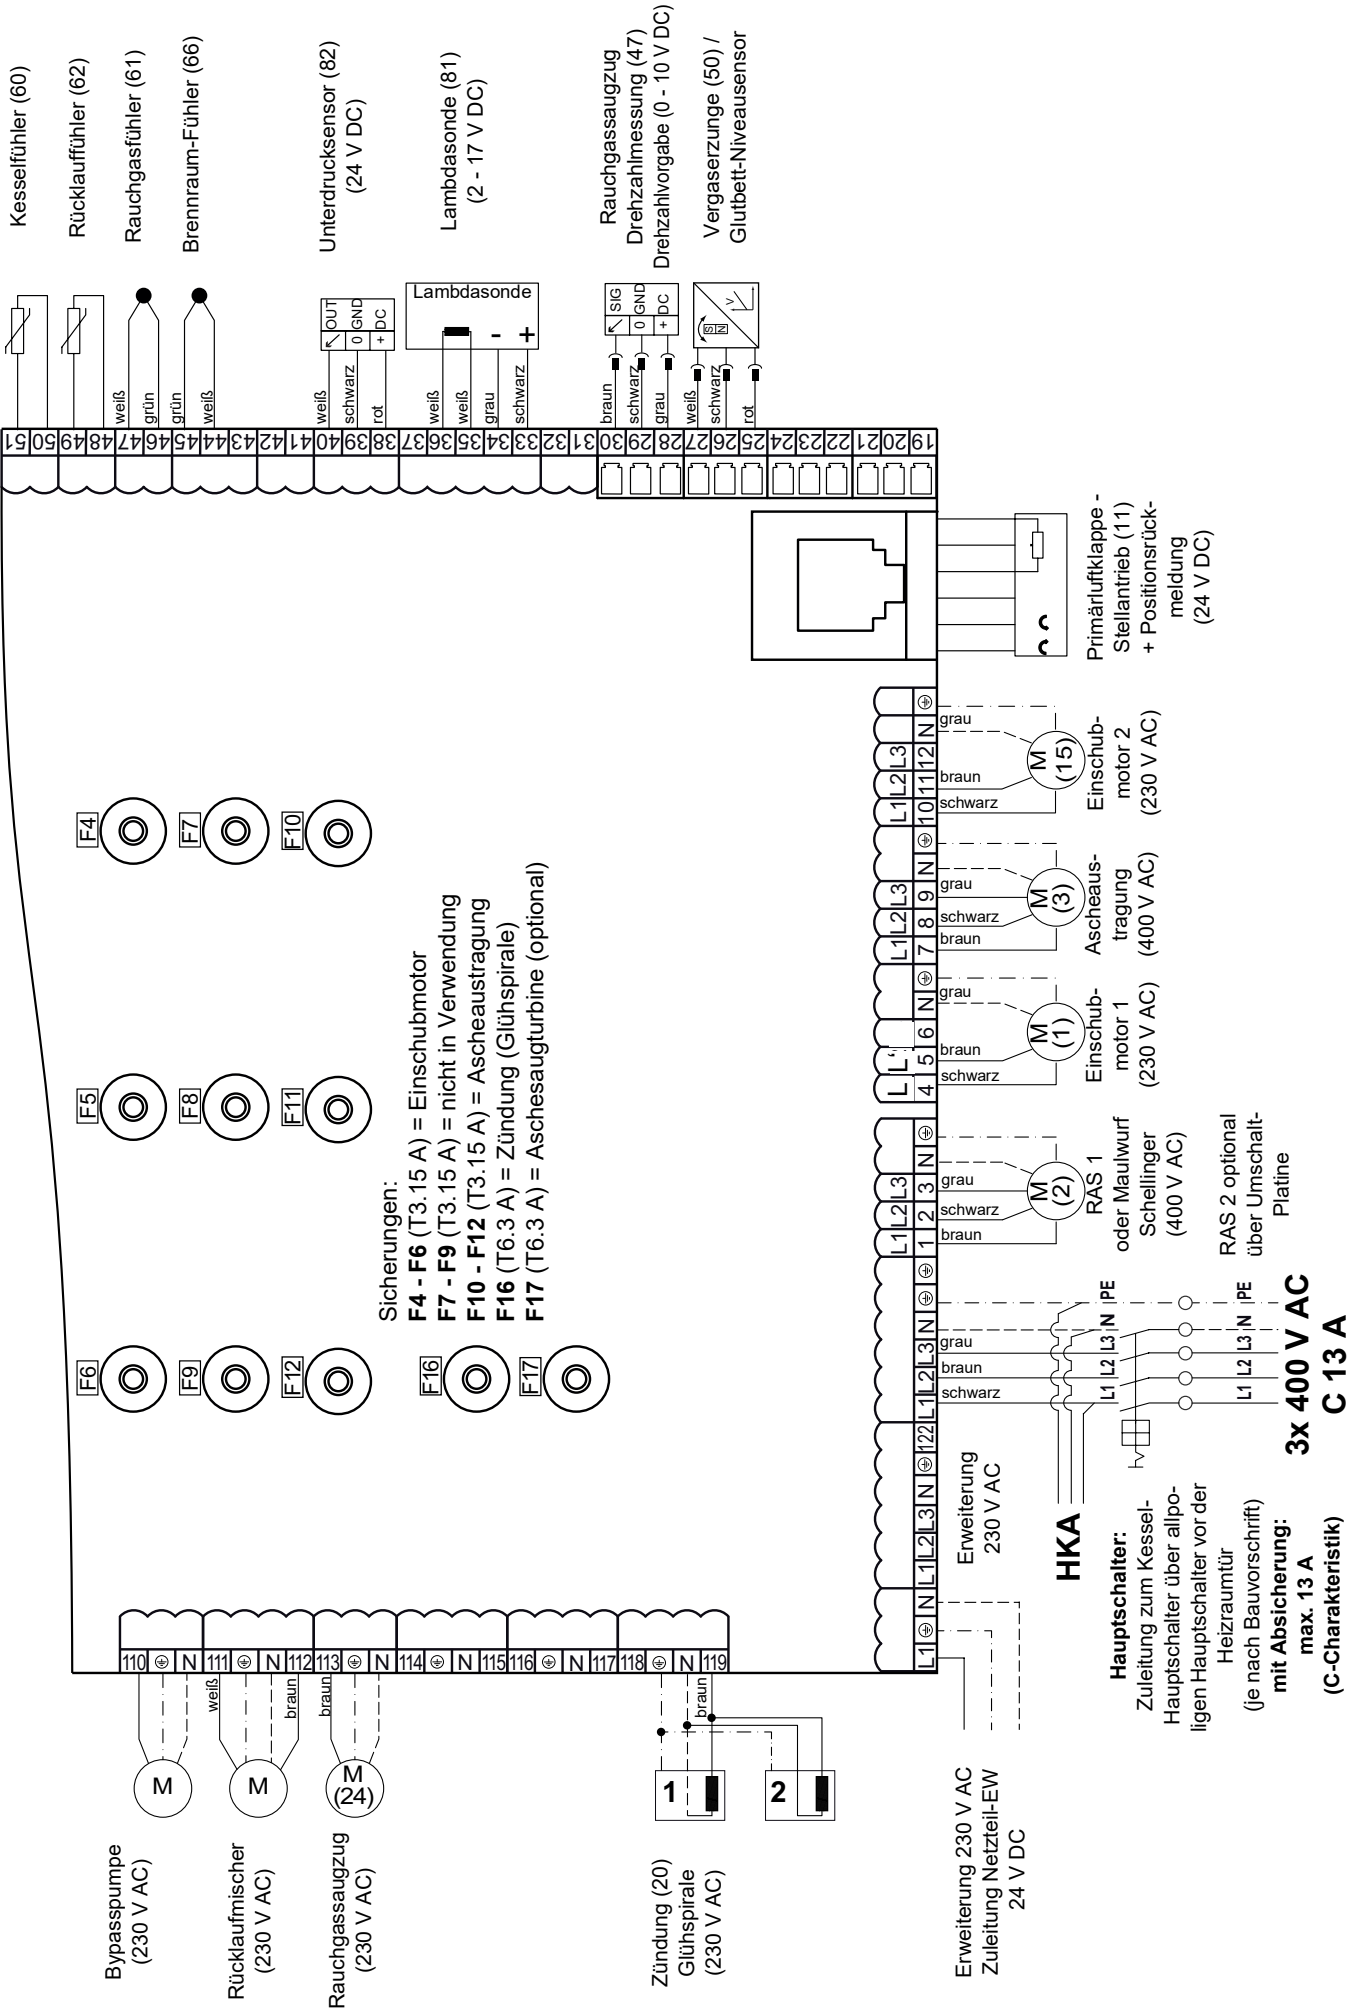 Kesselfühler (60)
Rücklauffühler (62)
Rauchgasfühler (61)
Brennraum-Fühler (66)
Unterdrucksensor (82)
(24 V DC)
Lambdasonde (81)
(2 - 17 V DC)
Rauchgassaugzug
Drehzahlmessung (47)
Drehzahlvorgabe (0 - 10 V DC)
Vergaserzunge (50) /
Glutbett-Niveausensor
weiß
grün
grün
weiß
OUT
0 GND
+ DC
weiß
schwarz
rot
Lambdasonde
- +
weiß
weiß
grau
schwarz
SIG
0 GND
+ DC
braun
schwarz
grau
S
N
V
weiß
schwarz
rot
51 50 49 48 47 46 45 44 43 42 41 40 39 38 37 36 35 34 33 32 31 30 29 28 27 26 25 24 23 22 21 20 19
Primärluftklappe -
Stellantrieb (11)
+ Positionsrück-
meldung
(24 V DC)
F4
F7
F10
F5
F8
F11
F6
F9
F12
F16
F17
Sicherungen:
F4 - F6 (T3.15 A) = Einschubmotor
F7 - F9 (T3.15 A) = nicht in Verwendung
F10 - F12 (T3.15 A) = Ascheaustragung
F16 (T6.3 A) = Zündung (Glühspirale)
F17 (T6.3 A) = Aschesaugturbine (optional)
L1 L2 L3
10 11 12 N
schwarz
braun
grau
M
(15)
Einschub-
motor 2
(230 V AC)
L1 L2 L3
7 8 9 N
braun
schwarz
grau
M
(3)
Ascheaus-
tragung
(400 V AC)
L L'
4 5 6 N
schwarz
braun
grau
M
(1)
Einschub-
motor 1
(230 V AC)
L1 L2 L3
1 2 3 N
braun
schwarz
grau
M
(2)
RAS 1
oder Maulwurf
Schellinger
(400 V AC)
RAS 2 optional
über Umschalt-
Platine
L1 N L1 L2 L3 N 122 L1 L2 L3 N
schwarz
braun
grau
L1 L2 L3 N PE
L1 L2 L3 N PE
3x 400 V AC
C 13 A
Erweiterung
230 V AC
HKA
Hauptschalter:
Zuleitung zum Kessel-
Hauptschalter über allpo-
ligen Hauptschalter vor der
Heizraumtür
(je nach Bauvorschrift)
mit Absicherung:
max. 13 A
(C-Charakteristik)
Erweiterung 230 V AC
Zuleitung Netzteil-EW
24 V DC
110 N 111 N 112 113 N 114 N 115 116 N 117 118 N 119
weiß
braun
braun
braun
M
M
M
(24)
1
2
Bypasspumpe
(230 V AC)
Rücklaufmischer
(230 V AC)
Rauchgassaugzug
(230 V AC)
Zündung (20)
Glühspirale
(230 V AC)